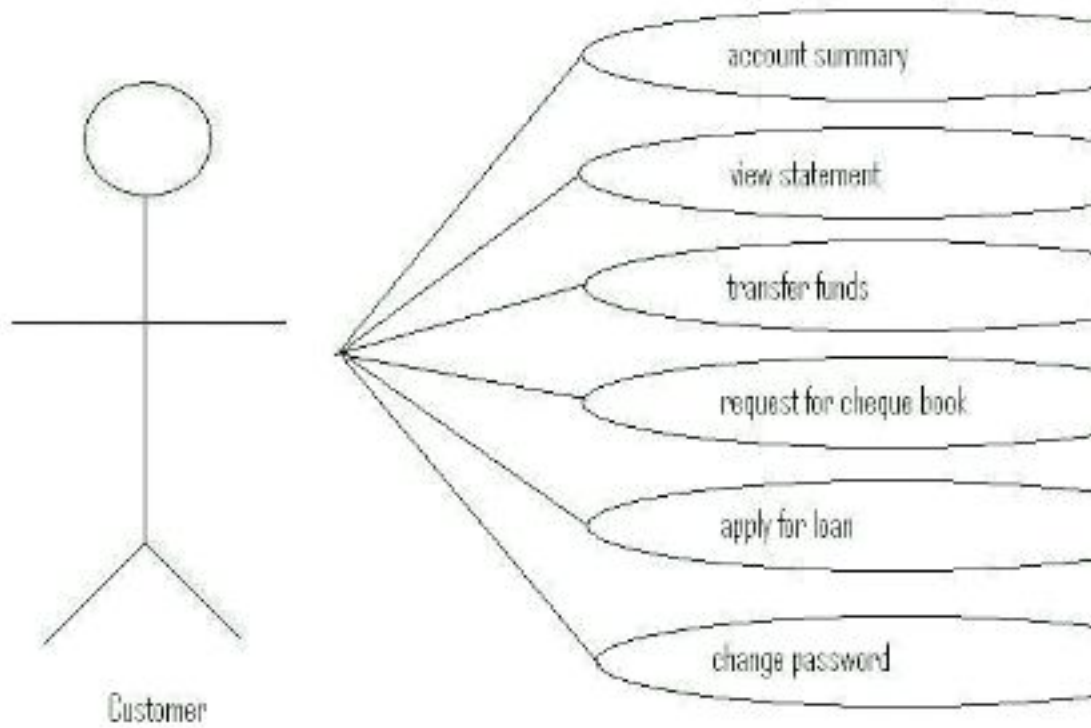 account summary
view statement
transfer funds
request for cheque book
apply for loan
change password
Customer